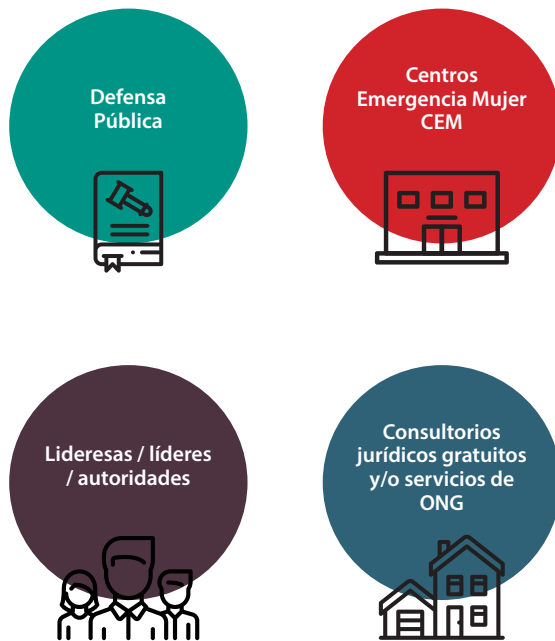 Defensa
Pública
Centros
Emergencia Mujer
CEM
Lideresas / líderes
/ autoridades
Consultorios
jurídicos gratuitos
y/o servicios de
ONG